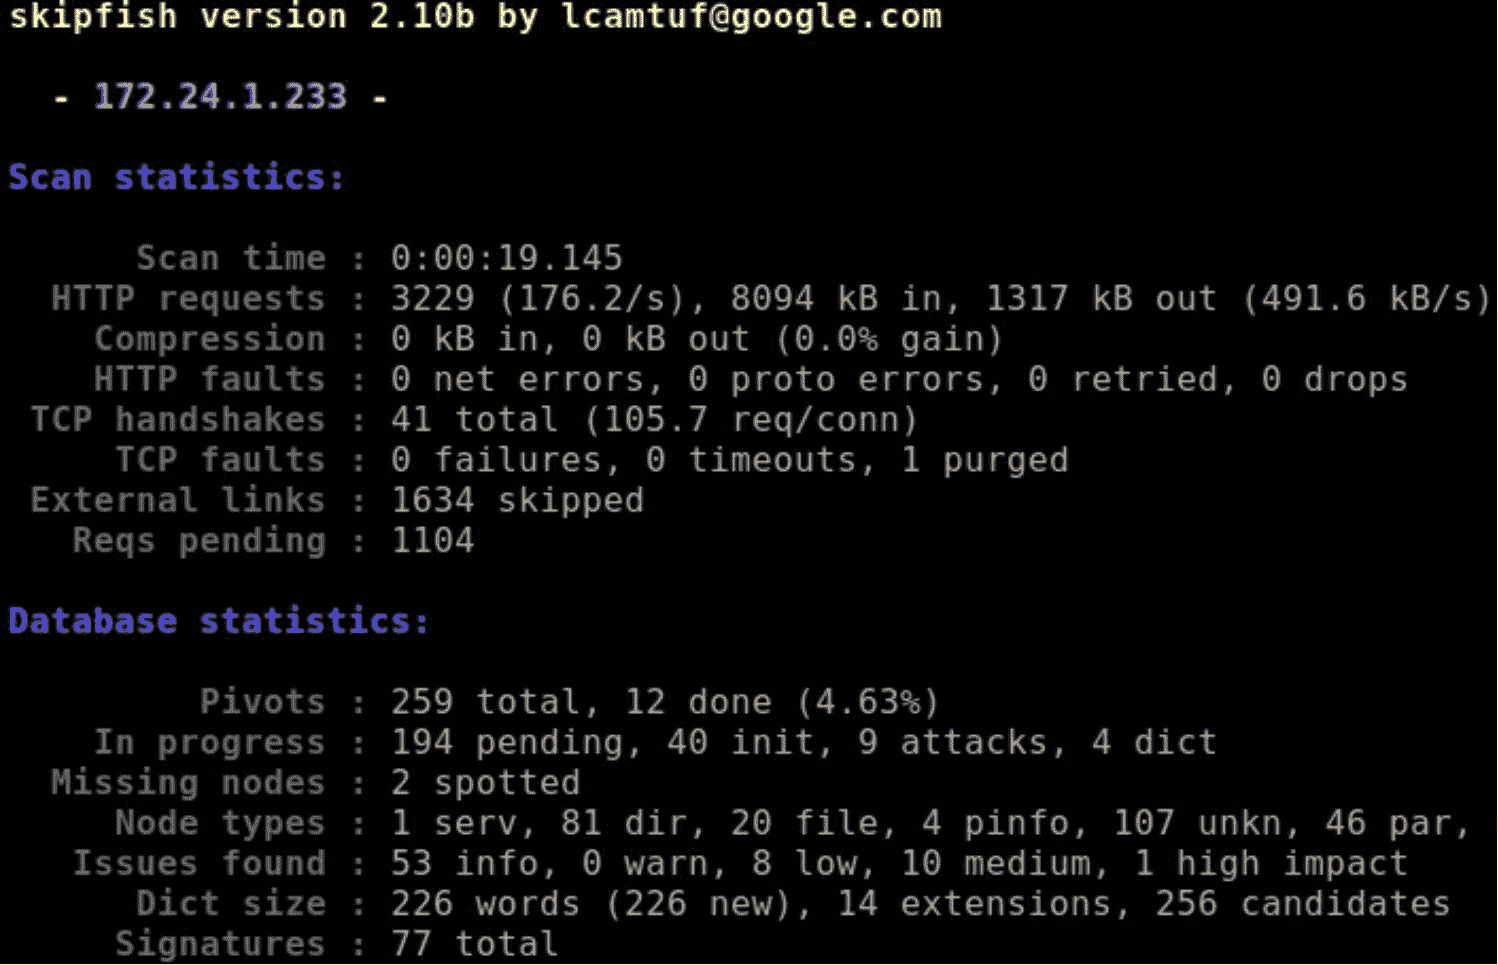 skipfish version 2.10b by lcamtuf@google.com
- 172.24.1.233 -
Scan statistics:
Scan time : 0:00:19.145
HTTP requests : 3229 (176.2/s), 8094 kB in, 1317 kB out (491.6 kB/s)
Compression : 0 kB in, 0 kB out (0.0% gain)
HTTP faults : 0 net errors, 0 proto errors, 0 retried, 0 drops
TCP handshakes : 41 total (105.7 req/conn)
TCP faults : 0 failures, 0 timeouts, 1 purged
External links : 1634 skipped
Reqs pending : 1104
Database statistics:
Pivots : 259 total, 12 done (4.63%)
In progress : 194 pending, 40 init, 9 attacks, 4 dict
Missing nodes : 2 spotted
Node types : 1 serv, 81 dir, 20 file, 4 pinfo, 107 unkn, 46 par,
Issues found : 53 info, 0 warn, 8 low, 10 medium, 1 high impact
Dict size : 226 words (226 new), 14 extensions, 256 candidates
Signatures : 77 total